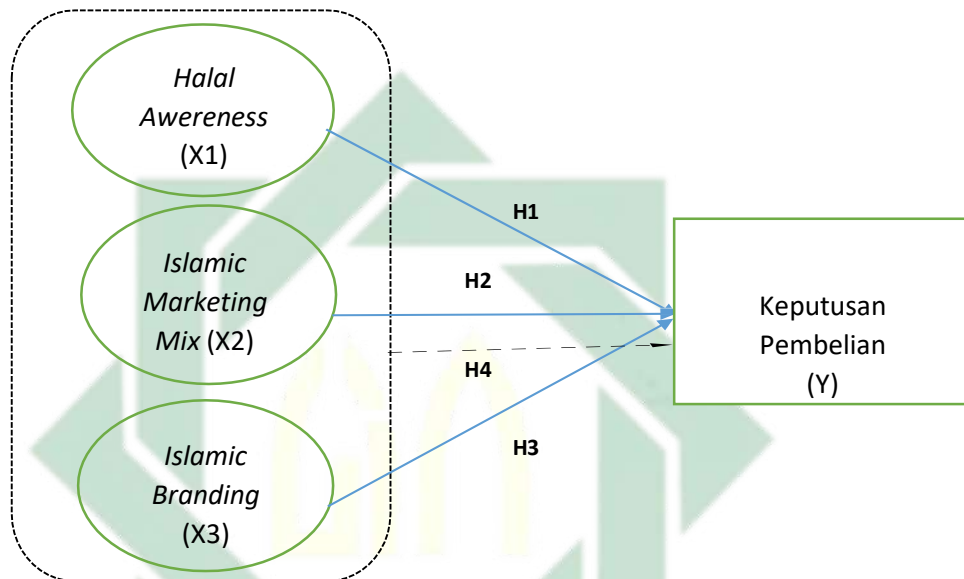 Halal
Awereness
(X1)
H1
Islamic
Marketing
Mix (X2)
H2
H4
Keputusan
Pembelian
(Y)
Islamic
Branding
(X3)
H3